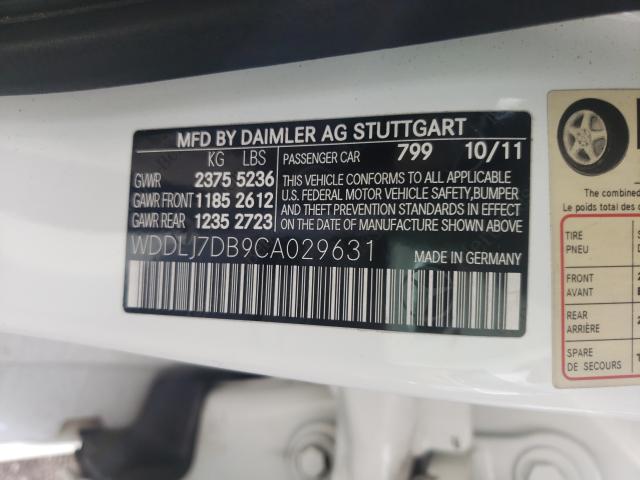 MFD BY DAIMLER AG STUTTGART
KG LBS
GVWR 2375 5236
GAWR FRONT 1185 2612
GAWR REAR 1235 2723
PASSENGER CAR 799 10/11
THIS VEHICLE CONFORMS TO ALL APPLICABLE
U.S. FEDERAL MOTOR VEHICLE SAFETY, BUMPER
AND THEFT PREVENTION STANDARDS IN EFFECT
ON THE DATE OF MANUFACTURE SHOWN ABOVE
WDDLJ7DB9CA029631
MADE IN GERMANY
The combined
Le poids total
TIRE
PNEU
FRONT
AVANT
REAR
ARRIÈRE
SPARE
DE SECOURS